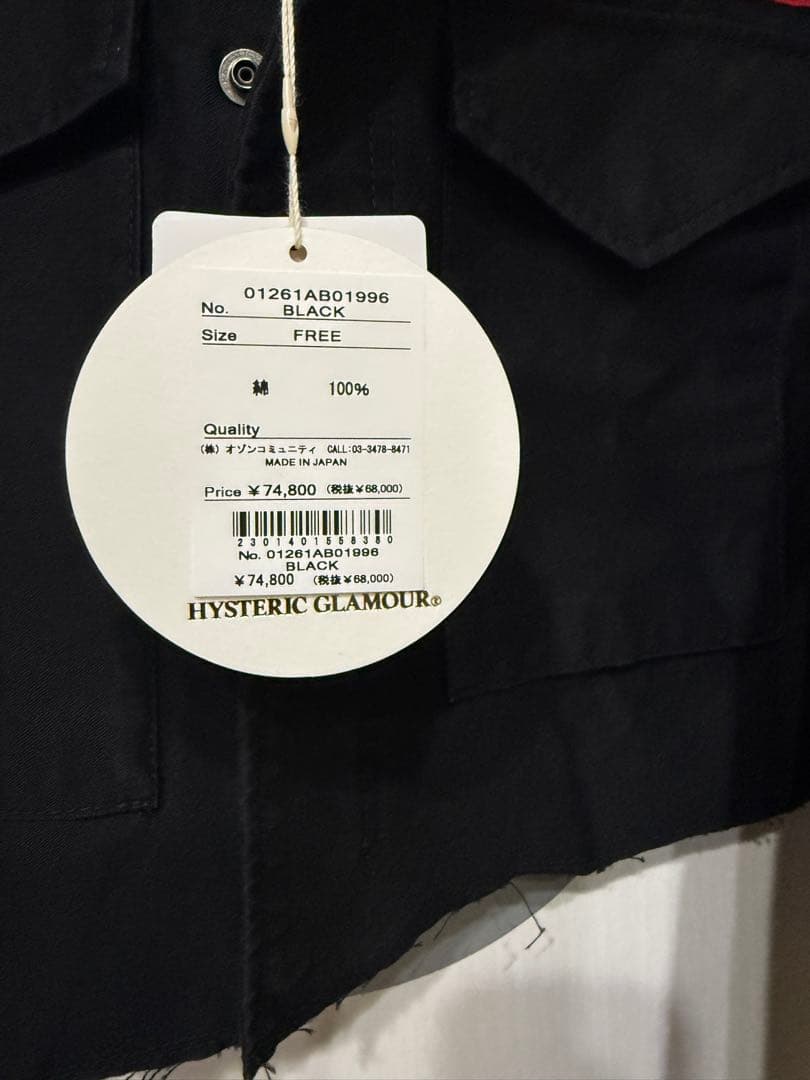 01261AB01996
No. BLACK
Size FREE
綿 100%
Quality
(株) オゾンコミュニティ CALL:03-3478-8471
MADE IN JAPAN
Price ￥74,800 (税抜￥68,000)
2301401558380
No. 01261AB01996
BLACK
￥74,800 (税抜￥68,000)
HYSTERIC GLAMOUR®